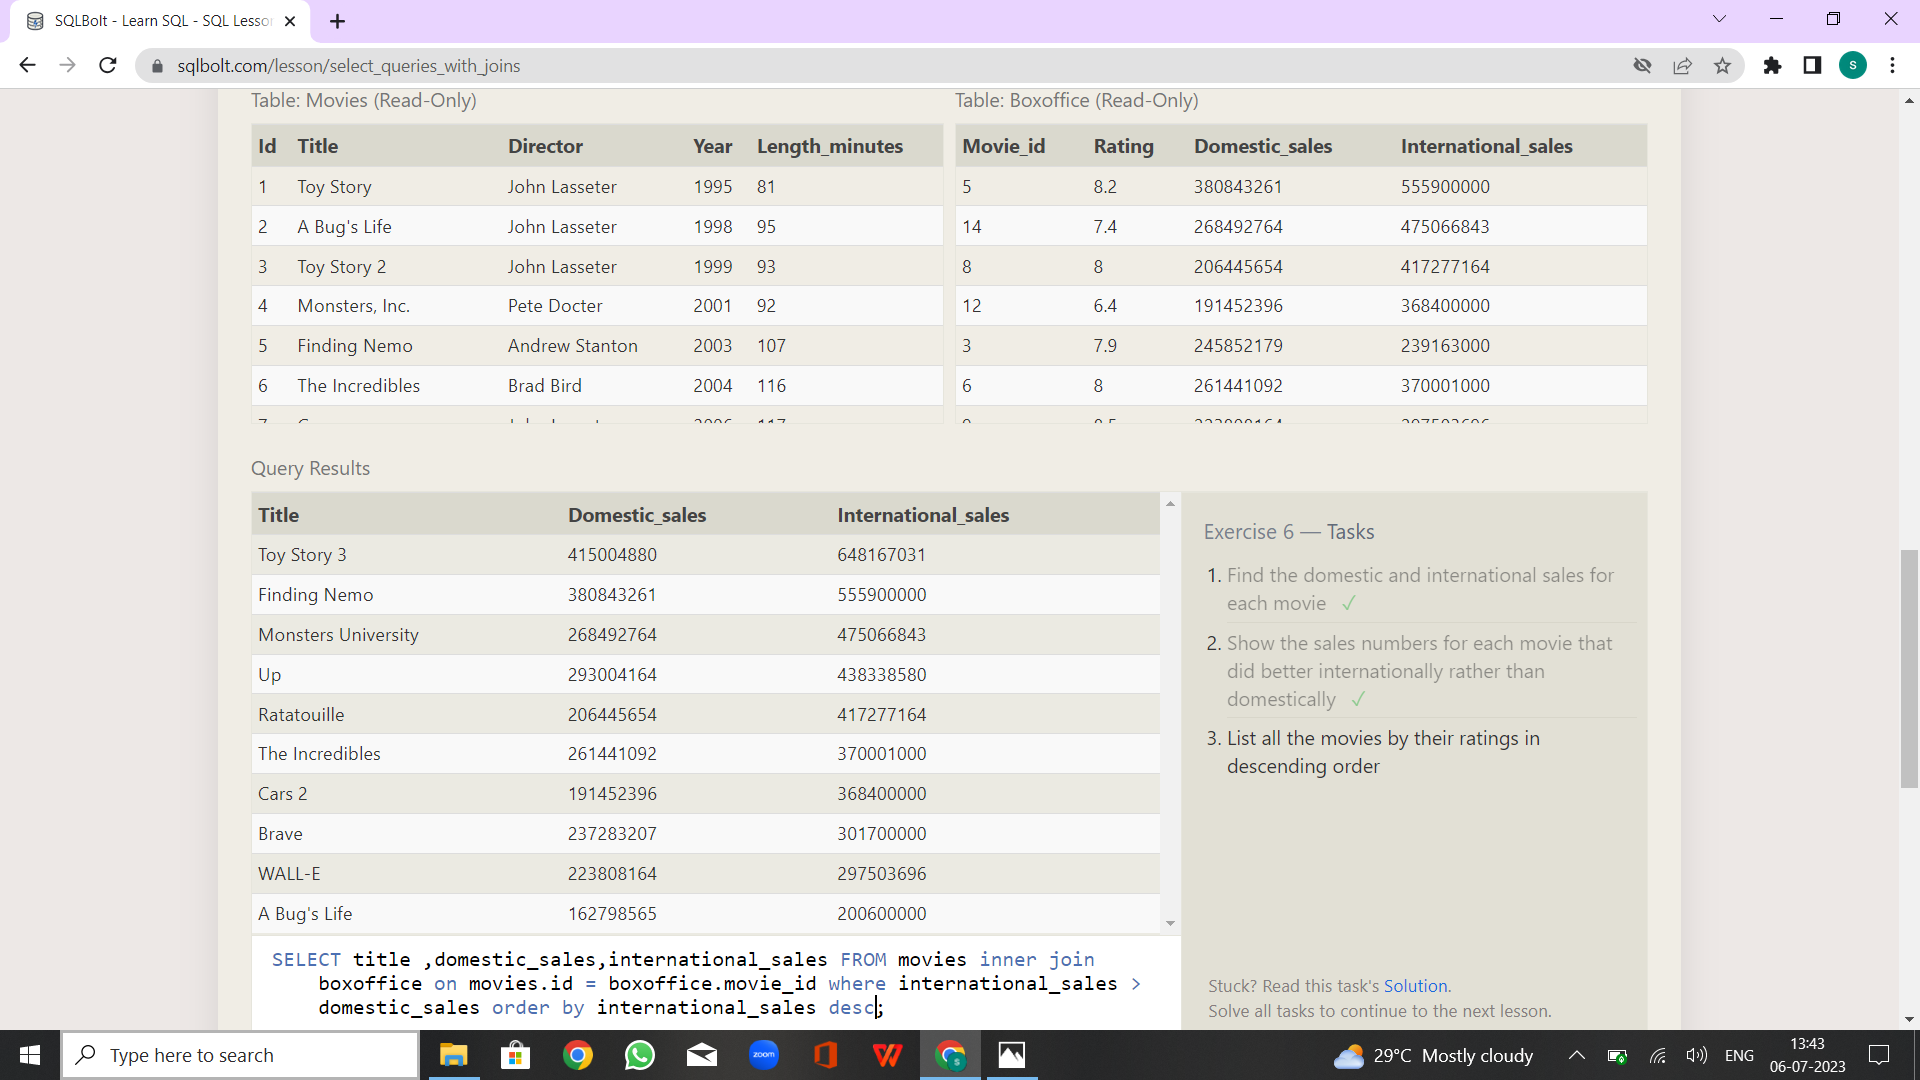 SQLBolt - Learn SQL - SQL Lesson
sqlbolt.com/lesson/select_queries_with_joins
S
Table: Movies (Read-Only)
Table: Boxoffice (Read-Only)
Id Title Director Year Length_minutes
1 Toy Story John Lasseter 1995 81
2 A Bug's Life John Lasseter 1998 95
3 Toy Story 2 John Lasseter 1999 93
4 Monsters, Inc. Pete Docter 2001 92
5 Finding Nemo Andrew Stanton 2003 107
6 The Incredibles Brad Bird 2004 116
Movie_id Rating Domestic_sales International_sales
5 8.2 380843261 555900000
14 7.4 268492764 475066843
8 8 206445654 417277164
12 6.4 191452396 368400000
3 7.9 245852179 239163000
6 8 261441092 370001000
Query Results
Title Domestic_sales International_sales
Toy Story 3 415004880 648167031
Finding Nemo 380843261 555900000
Monsters University 268492764 475066843
Up 293004164 438338580
Ratatouille 206445654 417277164
The Incredibles 261441092 370001000
Cars 2 191452396 368400000
Brave 237283207 301700000
WALL-E 223808164 297503696
A Bug's Life 162798565 200600000
SELECT title ,domestic_sales,international_sales FROM movies inner join
boxoffice on movies.id = boxoffice.movie_id where international_sales >
domestic_sales order by international_sales desc;
Exercise 6 — Tasks
1. Find the domestic and international sales for
each movie ✓
2. Show the sales numbers for each movie that
did better internationally rather than
domestically ✓
3. List all the movies by their ratings in
descending order
Stuck? Read this task's Solution.
Solve all tasks to continue to the next lesson.
Type here to search
zoom
29°C Mostly cloudy
ENG
13:43
06-07-2023